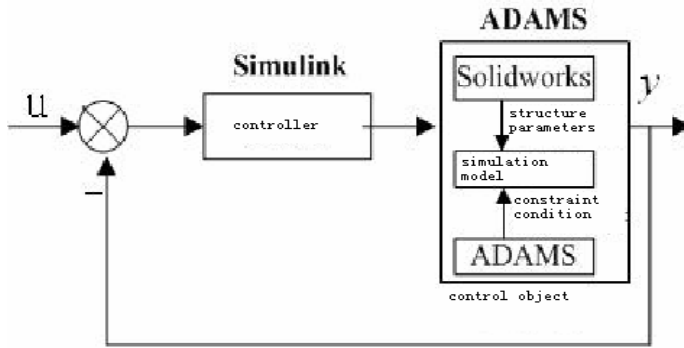 ADAMS
Simulink
Solidworks
u
controller
structure
parameters
y
simulation
model
−
constraint
condition
ADAMS
control object